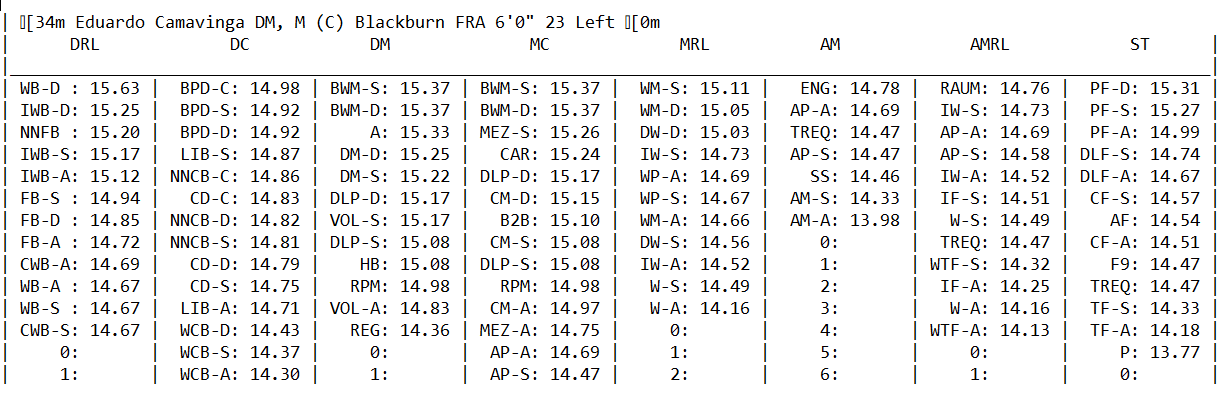 | [34m Eduardo Camavinga DM, M (C) Blackburn FRA 6'0" 23 Left [0m
| DRL DC DM MC MRL AM AMRL ST |
|____________________________________________________________________________________________________________________|
| WB-D : 15.63 | BPD-C: 14.98 | BWM-S: 15.37 | BWM-S: 15.37 | WM-S: 15.11 | ENG: 14.78 | RAUM: 14.76 | PF-D: 15.31 |
| IWB-D: 15.25 | BPD-S: 14.92 | BWM-D: 15.37 | BWM-D: 15.37 | WM-D: 15.05 | AP-A: 14.69 | IW-S: 14.73 | PF-S: 15.27 |
| NNFB : 15.20 | BPD-D: 14.92 | A: 15.33 | MEZ-S: 15.26 | DW-D: 15.03 | TREQ: 14.47 | AP-A: 14.69 | PF-A: 14.99 |
| IWB-S: 15.17 | LIB-S: 14.87 | DM-D: 15.25 | CAR: 15.24 | IW-S: 14.73 | AP-S: 14.47 | AP-S: 14.58 | DLF-S: 14.74 |
| IWB-A: 15.12 | NNCB-C: 14.86 | DM-S: 15.22 | DLP-D: 15.17 | WP-A: 14.69 | SS: 14.46 | IW-A: 14.52 | DLF-A: 14.67 |
| FB-S : 14.94 | CD-C: 14.83 | DLP-D: 15.17 | CM-D: 15.15 | WP-S: 14.67 | AM-S: 14.33 | IF-S: 14.51 | CF-S: 14.57 |
| FB-D : 14.85 | NNCB-D: 14.82 | VOL-S: 15.17 | B2B: 15.10 | WM-A: 14.66 | AM-A: 13.98 | W-S: 14.49 | AF: 14.54 |
| FB-A : 14.72 | NNCB-S: 14.81 | DLP-S: 15.08 | CM-S: 15.08 | DW-S: 14.56 | 0: | TREQ: 14.47 | CF-A: 14.51 |
| CWB-A: 14.69 | CD-D: 14.79 | HB: 15.08 | DLP-S: 15.08 | IW-A: 14.52 | 1: | WTF-S: 14.32 | F9: 14.47 |
| WB-A : 14.67 | CD-S: 14.75 | RPM: 14.98 | RPM: 14.98 | W-S: 14.49 | 2: | IF-A: 14.25 | TREQ: 14.47 |
| WB-S : 14.67 | LIB-A: 14.71 | VOL-A: 14.83 | CM-A: 14.97 | W-A: 14.16 | 3: | W-A: 14.16 | TF-S: 14.33 |
| CWB-S: 14.67 | WCB-D: 14.43 | REG: 14.36 | MEZ-A: 14.75 | 0: | 4: | WTF-A: 14.13 | TF-A: 14.18 |
| 0: | WCB-S: 14.37 | 0: | AP-A: 14.69 | 1: | 5: | 0: | P: 13.77 |
| 1: | WCB-A: 14.30 | 1: | AP-S: 14.47 | 2: | 6: | 1: | 0: |